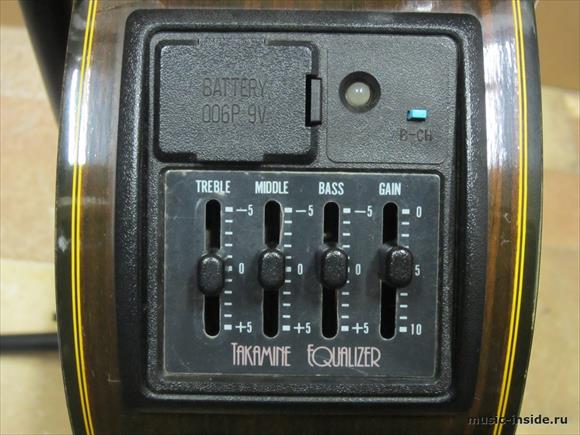 BATTERY
006P 9V
B-CH
TREBLE MIDDLE BASS GAIN
-5 -5 -5 0
0 0 0 5
+5 +5 +5 10
TAKAMINE EQUALIZER
music-inside.ru